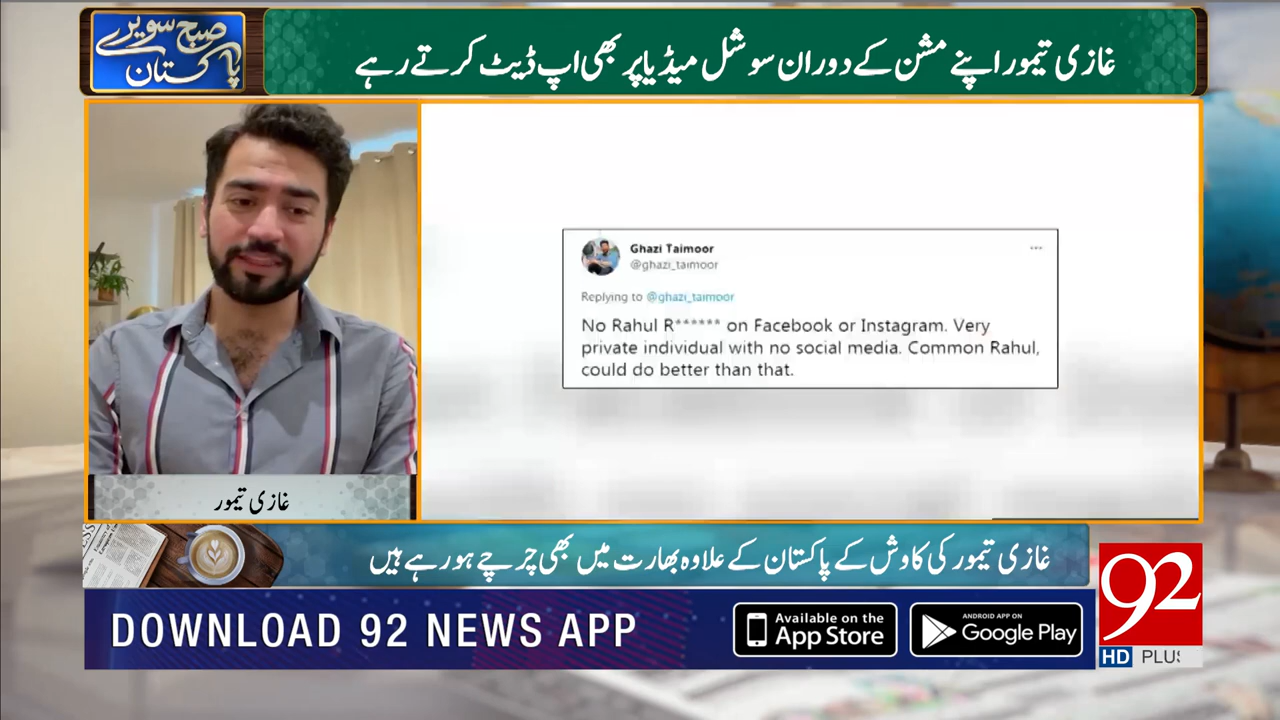 صبح سویرے
پاکستان
غازی تیمور اپنے مشن کے دوران سوشل میڈیا پر بھی اپ ڈیٹ کرتے رہے
Ghazi Taimoor
@ghazi_taimoor
Replying to @ghazi_taimoor
No Rahul R****** on Facebook or Instagram. Very
private individual with no social media. Common Rahul,
could do better than that.
غازی تیمور
غازی تیمور کی کاوش کے پاکستان کے علاوہ بھارت میں بھی چرچے ہو رہے ہیں
DOWNLOAD 92 NEWS APP
Available on the
App Store
ANDROID APP ON
Google Play
92
HD PLUS